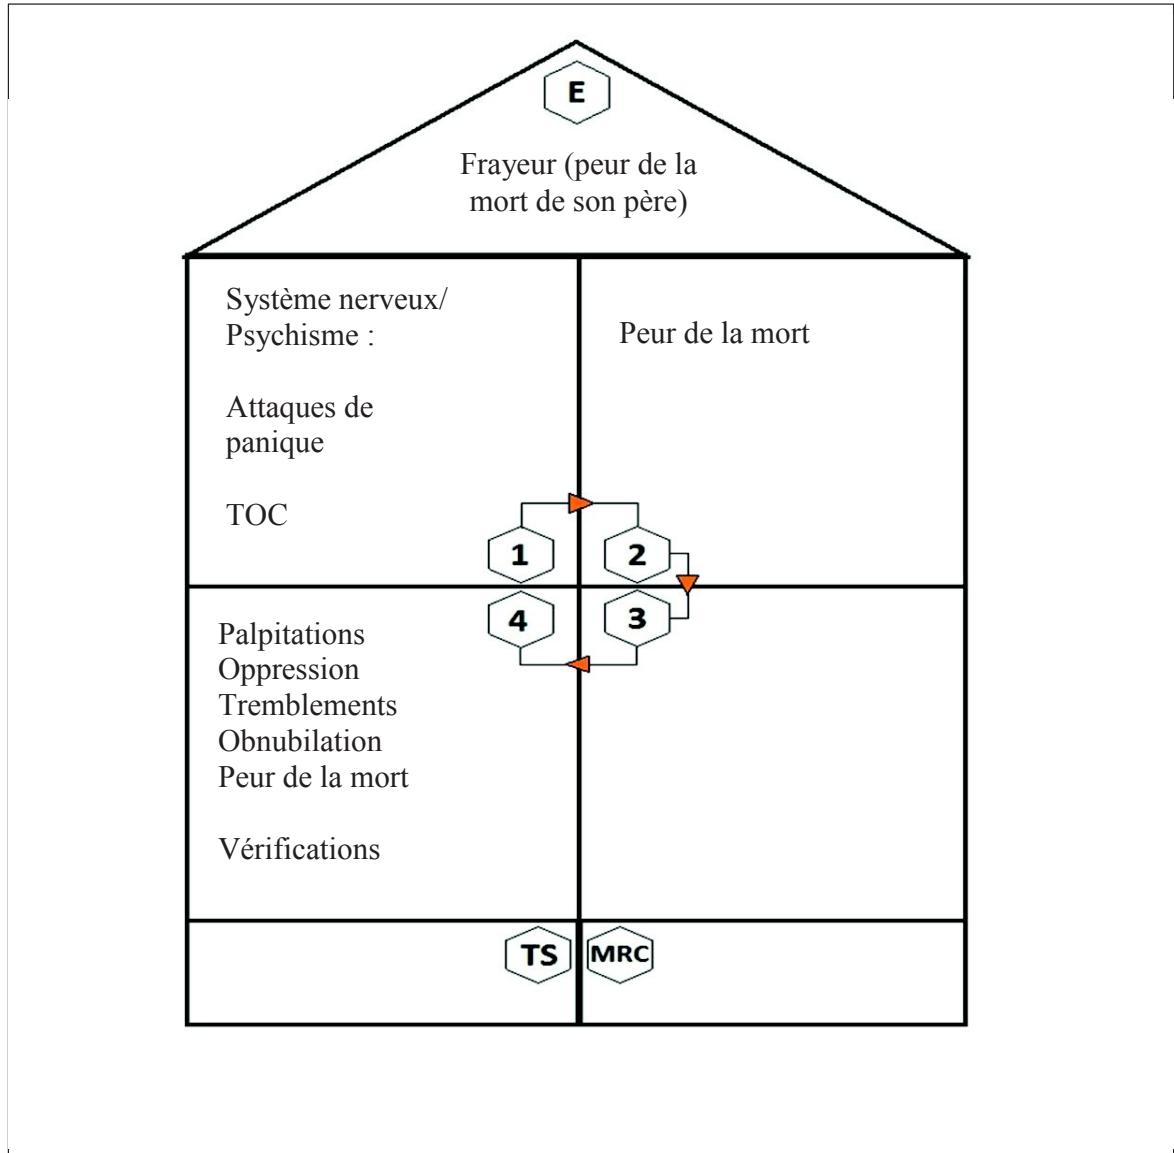 E
Frayeur (peur de la
mort de son père)
Système nerveux/
Psychisme :
Attaques de
panique
TOC
1
Peur de la mort
2
3
4
Palpitations
Oppression
Tremblements
Obnubilation
Peur de la mort
Vérifications
TS
MRC